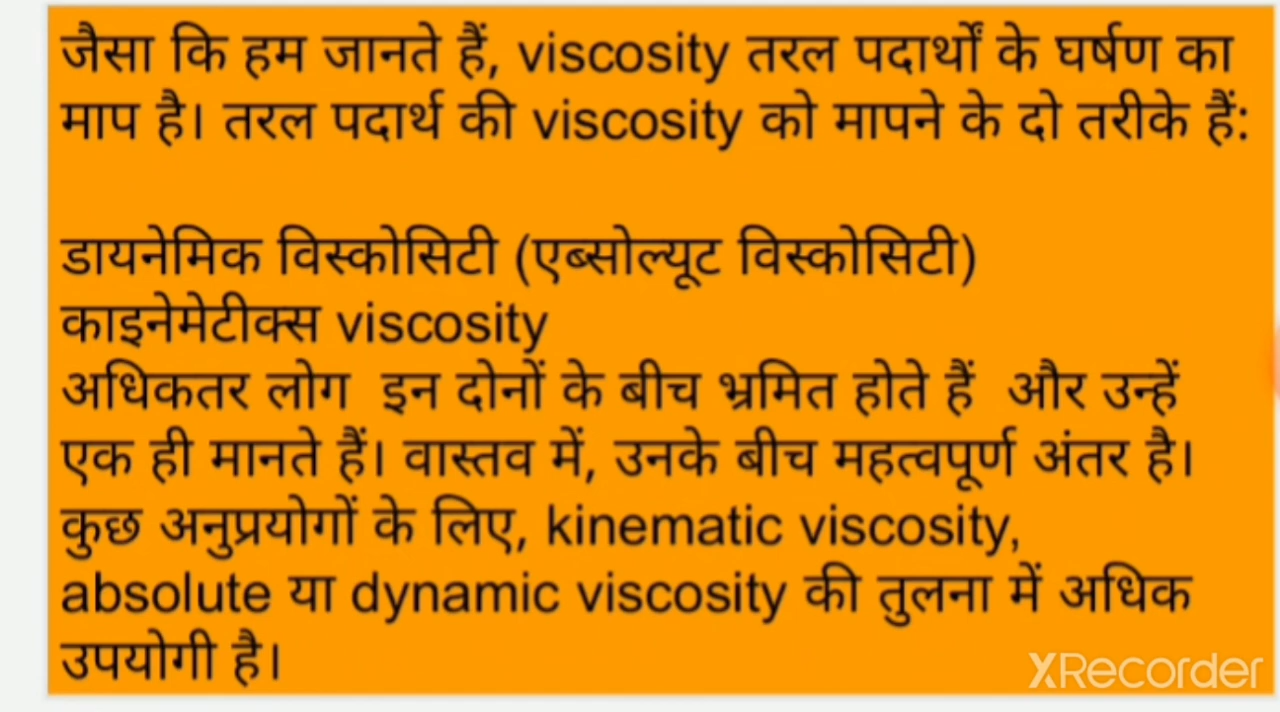 जैसा कि हम जानते हैं, viscosity तरल पदार्थों के घर्षण का
माप है। तरल पदार्थ की viscosity को मापने के दो तरीके हैं:
डायनेमिक विस्कोसिटी (एब्सोल्यूट विस्कोसिटी)
काइनेमेटीक्स viscosity
अधिकतर लोग इन दोनों के बीच भ्रमित होते हैं और उन्हें
एक ही मानते हैं। वास्तव में, उनके बीच महत्वपूर्ण अंतर है।
कुछ अनुप्रयोगों के लिए, kinematic viscosity,
absolute या dynamic viscosity की तुलना में अधिक
उपयोगी है।
XRecorder